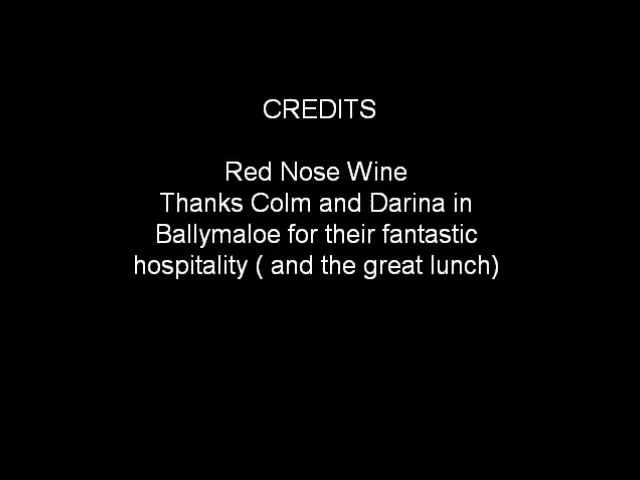 CREDITS
Red Nose Wine
Thanks Colm and Darina in
Ballymaloe for their fantastic
hospitality ( and the great lunch)